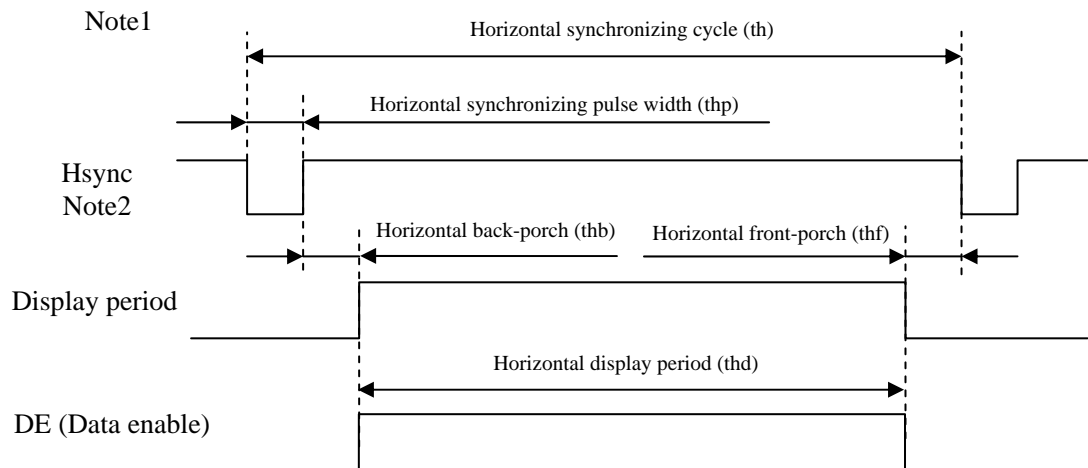 Note1
Horizontal synchronizing cycle (th)
Horizontal synchronizing pulse width (thp)
Hsync
Note2
Horizontal back-porch (thb)
Horizontal front-porch (thf)
Display period
Horizontal display period (thd)
DE (Data enable)